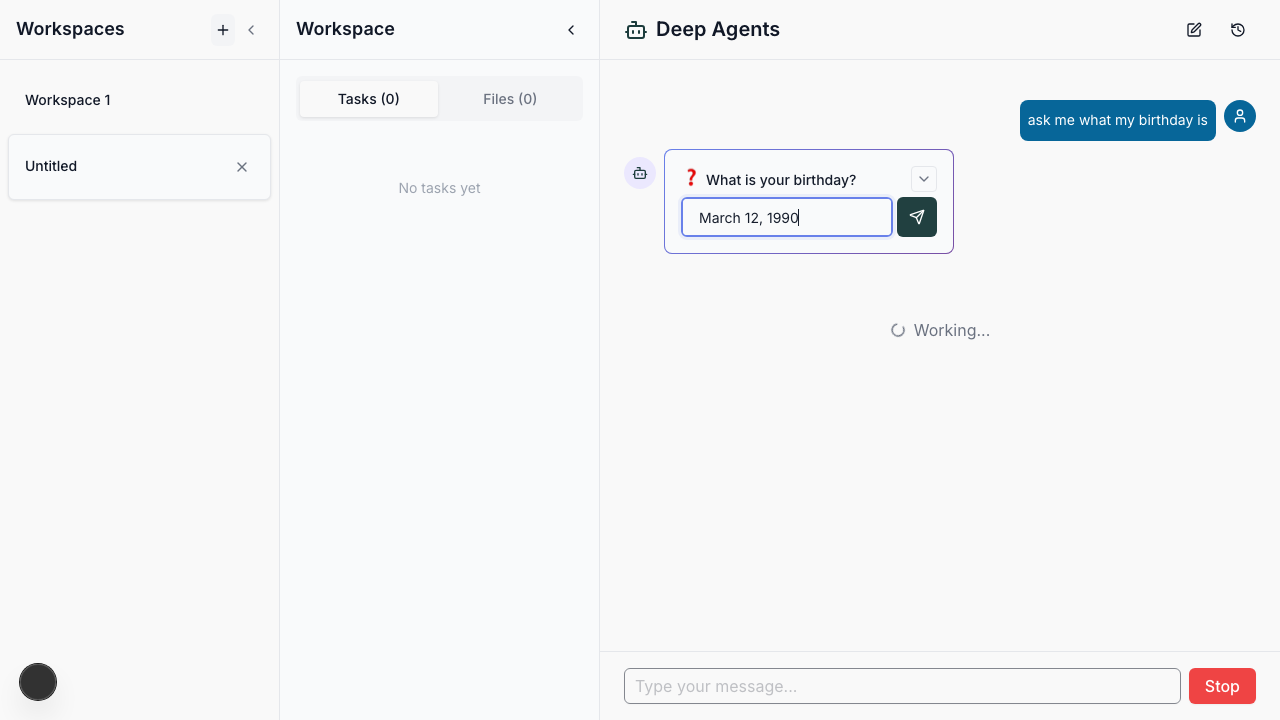 Workspaces
Workspace 1
Untitled
Workspace
Tasks (0)
Files (0)
No tasks yet
Deep Agents
ask me what my birthday is
❓ What is your birthday?
March 12, 1990
Working...
Type your message...
Stop